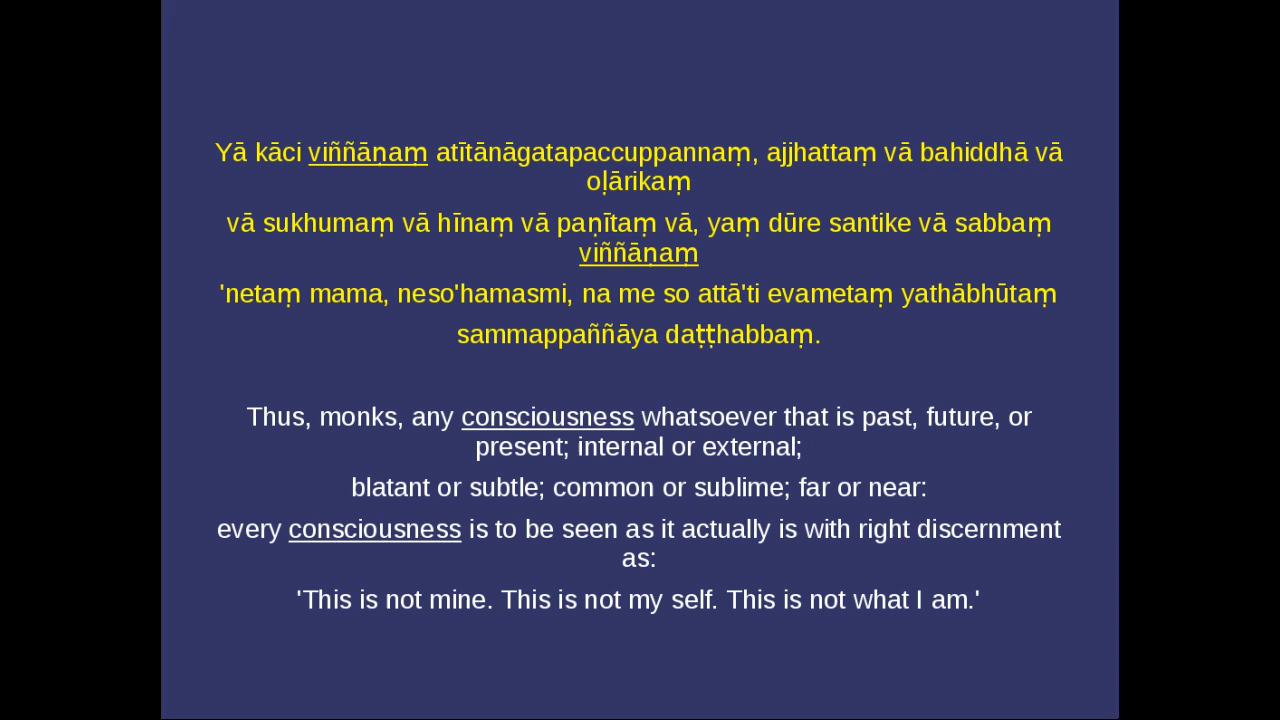 Yā kāci viññāṇaṃ atītānāgatapaccuppannaṃ, ajjhattaṃ vā bahiddhā vā
oḷārikaṃ
vā sukhumaṃ vā hīnaṃ vā paṇītaṃ vā, yaṃ dūre santike vā sabbaṃ
viññāṇaṃ
'netaṃ mama, neso'hamasmi, na me so attā'ti evametaṃ yathābhūtaṃ
sammappaññāya daṭṭhabbaṃ.
Thus, monks, any consciousness whatsoever that is past, future, or
present; internal or external;
blatant or subtle; common or sublime; far or near:
every consciousness is to be seen as it actually is with right discernment
as:
'This is not mine. This is not my self. This is not what I am.'